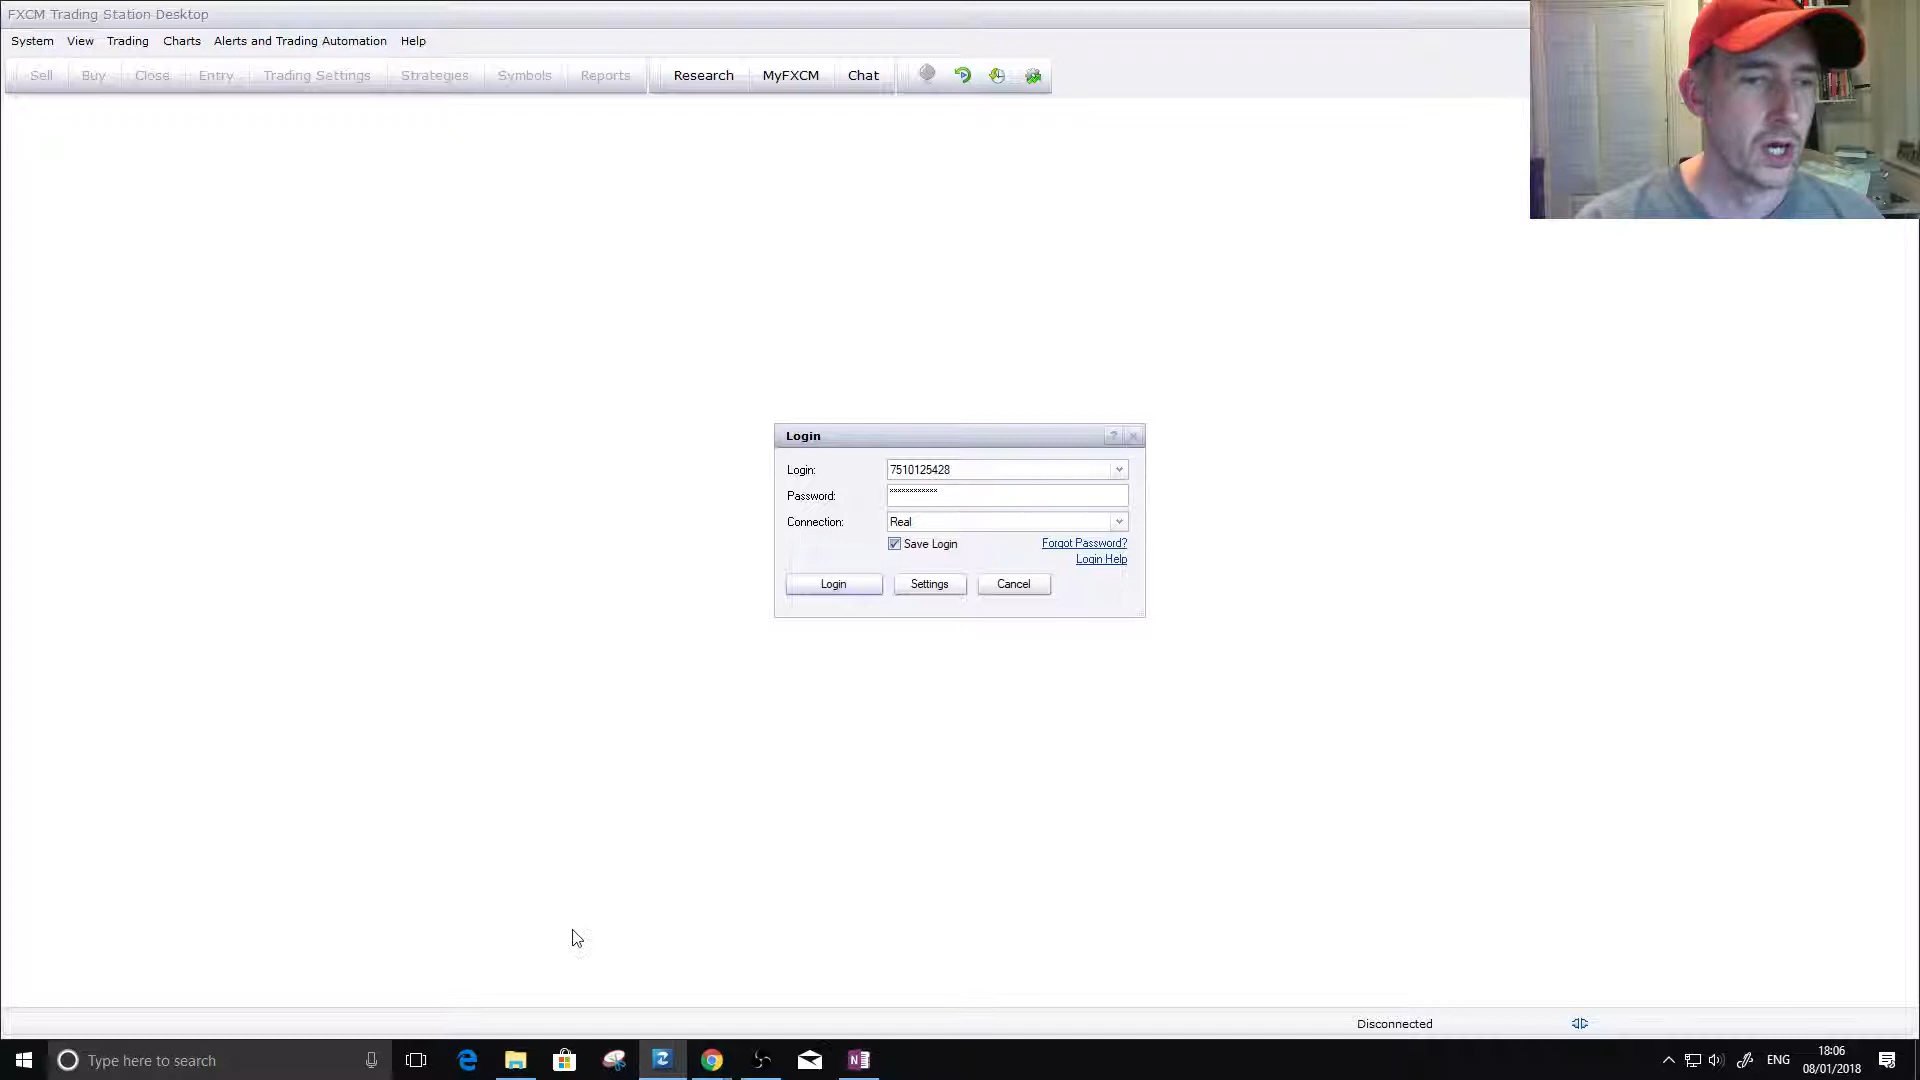 FXCM Trading Station Desktop
System View Trading Charts Alerts and Trading Automation Help
Sell Buy Close Entry Trading Settings Strategies Symbols Reports Research MyFXCM Chat
Login
Login: 7510125428
Password: ************
Connection: Real
Save Login Forgot Password?
Login Help
Login Settings Cancel
Disconnected
Type here to search
ENG 18:06
08/01/2018